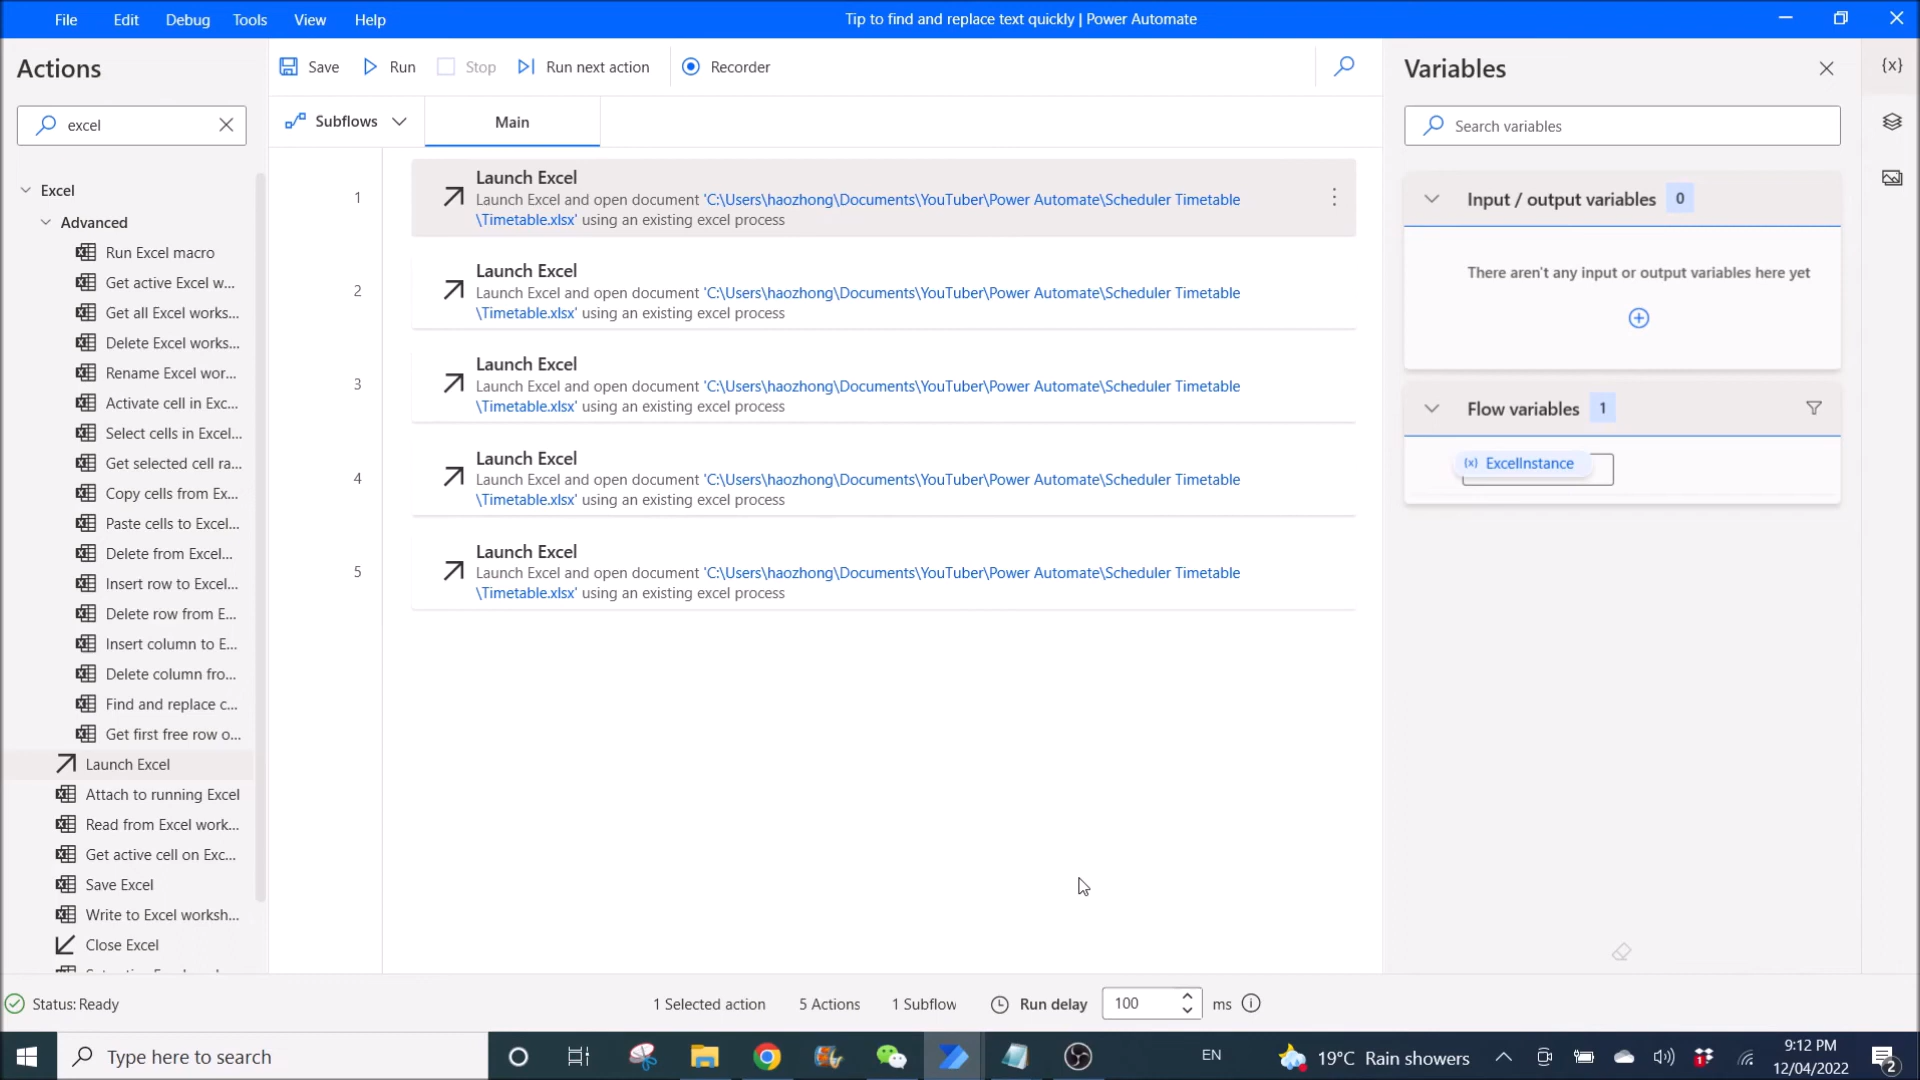 File Edit Debug Tools View Help
Tip to find and replace text quickly | Power Automate
Actions
excel
Excel
Advanced
Run Excel macro
Get active Excel w...
Get all Excel works...
Delete Excel works...
Rename Excel wor...
Activate cell in Exc...
Select cells in Excel...
Get selected cell ra...
Copy cells from Ex...
Paste cells to Excel...
Delete from Excel...
Insert row to Excel...
Delete row from E...
Insert column to E...
Delete column fro...
Find and replace c...
Get first free row o...
Launch Excel
Attach to running Excel
Read from Excel work...
Get active cell on Exc...
Save Excel
Write to Excel worksh...
Close Excel
Save Run Stop Run next action Recorder
Subflows Main
1
Launch Excel
Launch Excel and open document 'C:\Users\haozhong\Documents\YouTuber\Power Automate\Scheduler Timetable
\Timetable.xlsx' using an existing excel process
2
Launch Excel
Launch Excel and open document 'C:\Users\haozhong\Documents\YouTuber\Power Automate\Scheduler Timetable
\Timetable.xlsx' using an existing excel process
3
Launch Excel
Launch Excel and open document 'C:\Users\haozhong\Documents\YouTuber\Power Automate\Scheduler Timetable
\Timetable.xlsx' using an existing excel process
4
Launch Excel
Launch Excel and open document 'C:\Users\haozhong\Documents\YouTuber\Power Automate\Scheduler Timetable
\Timetable.xlsx' using an existing excel process
5
Launch Excel
Launch Excel and open document 'C:\Users\haozhong\Documents\YouTuber\Power Automate\Scheduler Timetable
\Timetable.xlsx' using an existing excel process
Variables
{x}
Search variables
Input / output variables 0
There aren't any input or output variables here yet
Flow variables 1
(x) ExcelInstance
Status: Ready
1 Selected action 5 Actions 1 Subflow Run delay 100 ms
Type here to search
EN
19°C Rain showers
9:12 PM
12/04/2022
2